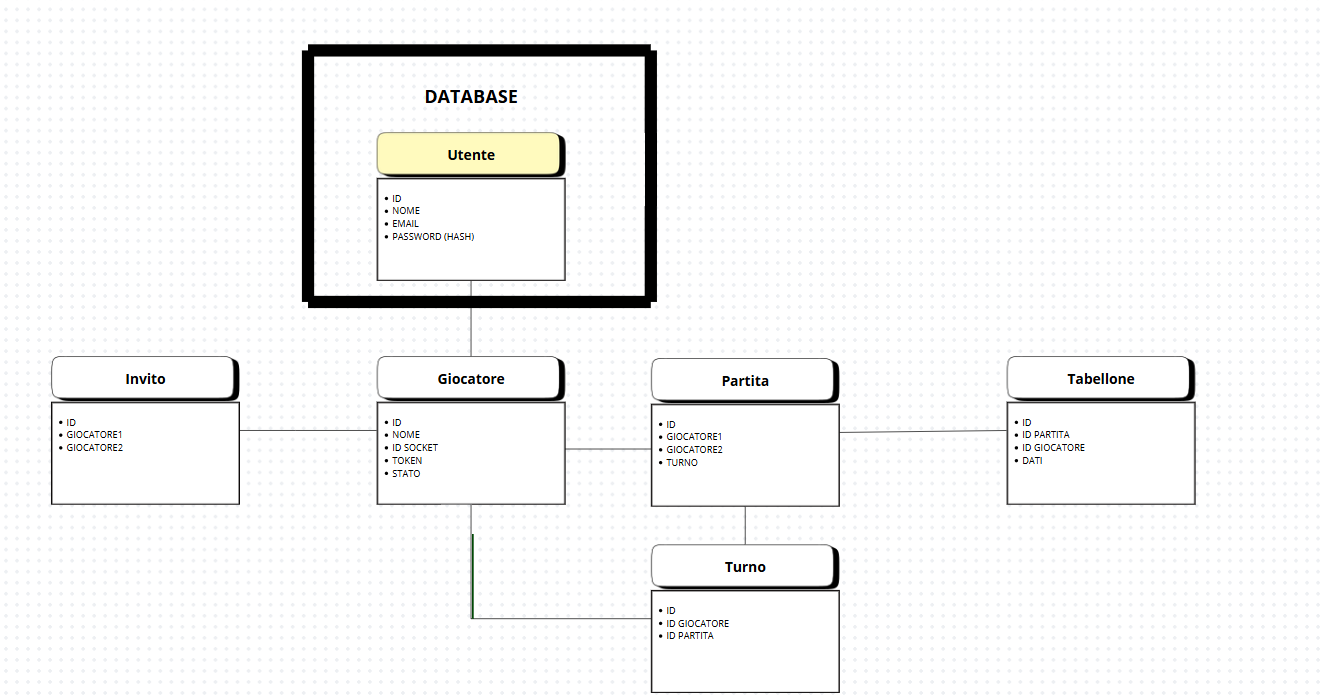 DATABASE
Utente
ID
NOME
EMAIL
PASSWORD (HASH)
Invito
ID
GIOCATORE1
GIOCATORE2
Giocatore
ID
NOME
ID SOCKET
TOKEN
STATO
Partita
ID
GIOCATORE1
GIOCATORE2
TURNO
Tabellone
ID
ID PARTITA
ID GIOCATORE
DATI
Turno
ID
ID GIOCATORE
ID PARTITA